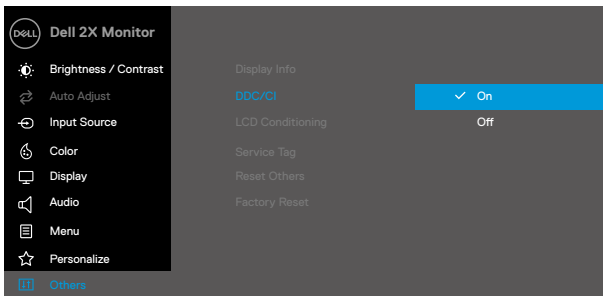 DELL Dell 2X Monitor
Brightness / Contrast
Auto Adjust
Input Source
Color
Display
Audio
Menu
Personalize
Others
Display Info
DDC/CI
LCD Conditioning
Service Tag
Reset Others
Factory Reset
On
Off